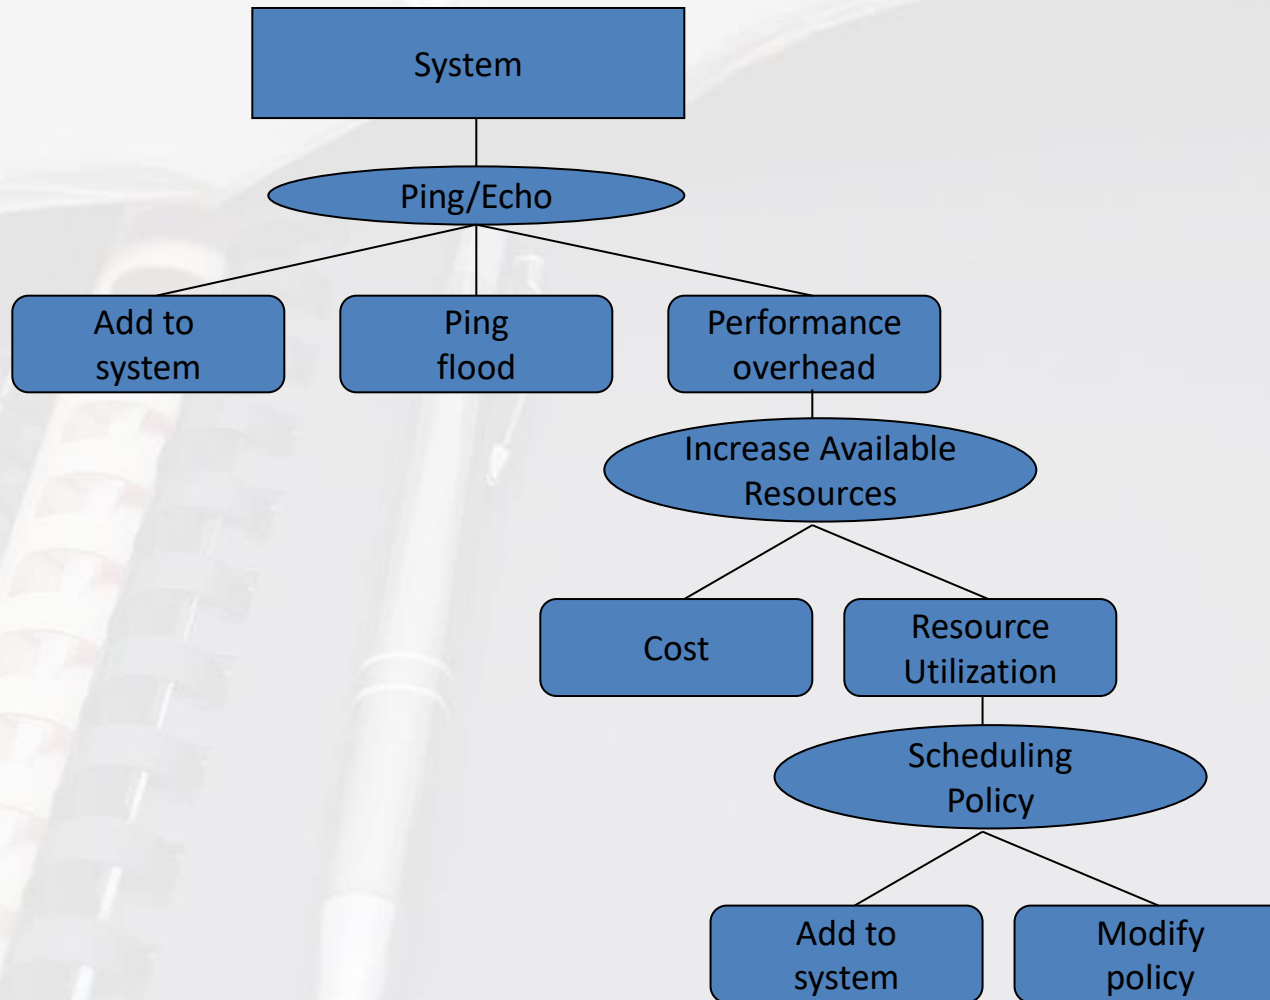 System
Ping/Echo
Add to
system
Ping
flood
Performance
overhead
Increase Available
Resources
Cost
Resource
Utilization
Scheduling
Policy
Add to
system
Modify
policy